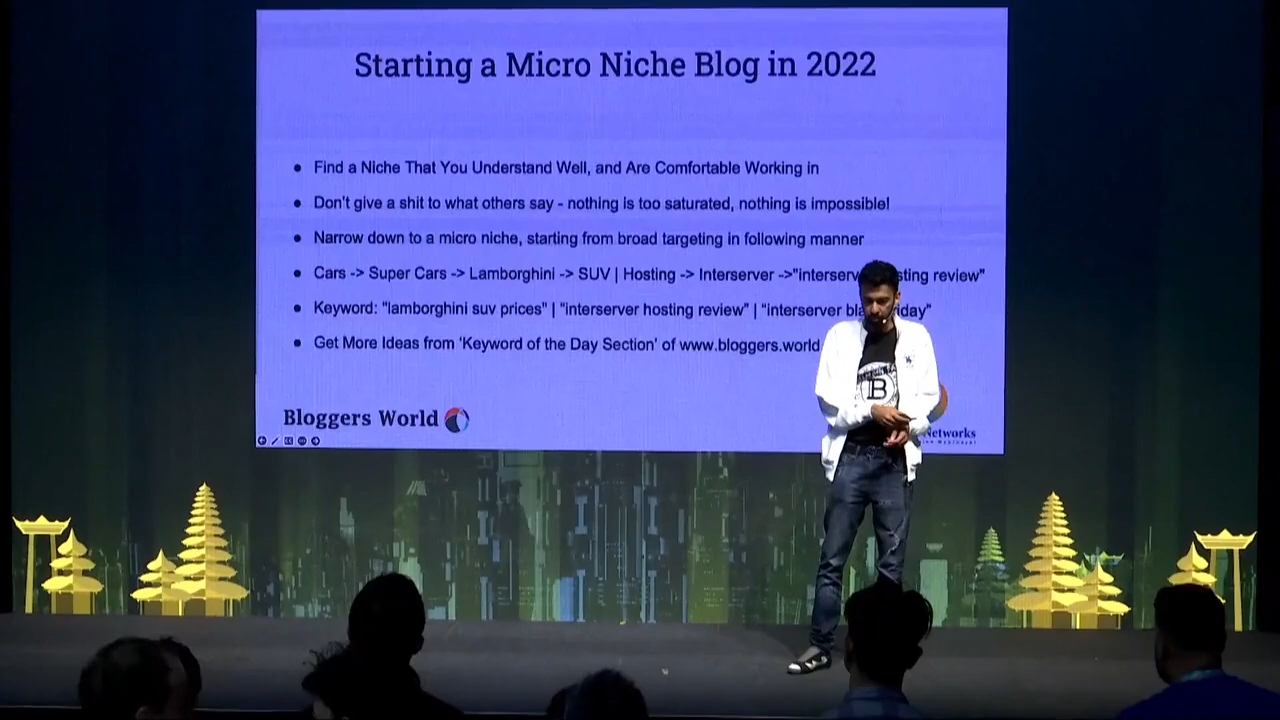 Starting a Micro Niche Blog in 2022
● Find a Niche That You Understand Well, and Are Comfortable Working in
● Don't give a shit to what others say - nothing is too saturated, nothing is impossible!
● Narrow down to a micro niche, starting from broad targeting in following manner
● Cars -> Super Cars -> Lamborghini -> SUV | Hosting -> Interserver ->"interserv sting review"
● Keyword: “lamborghini suv prices” | “interserver hosting review” | “interserver bla iday”
● Get More Ideas from ‘Keyword of the Day Section’ of www.bloggers.world
Bloggers World
Networks
B